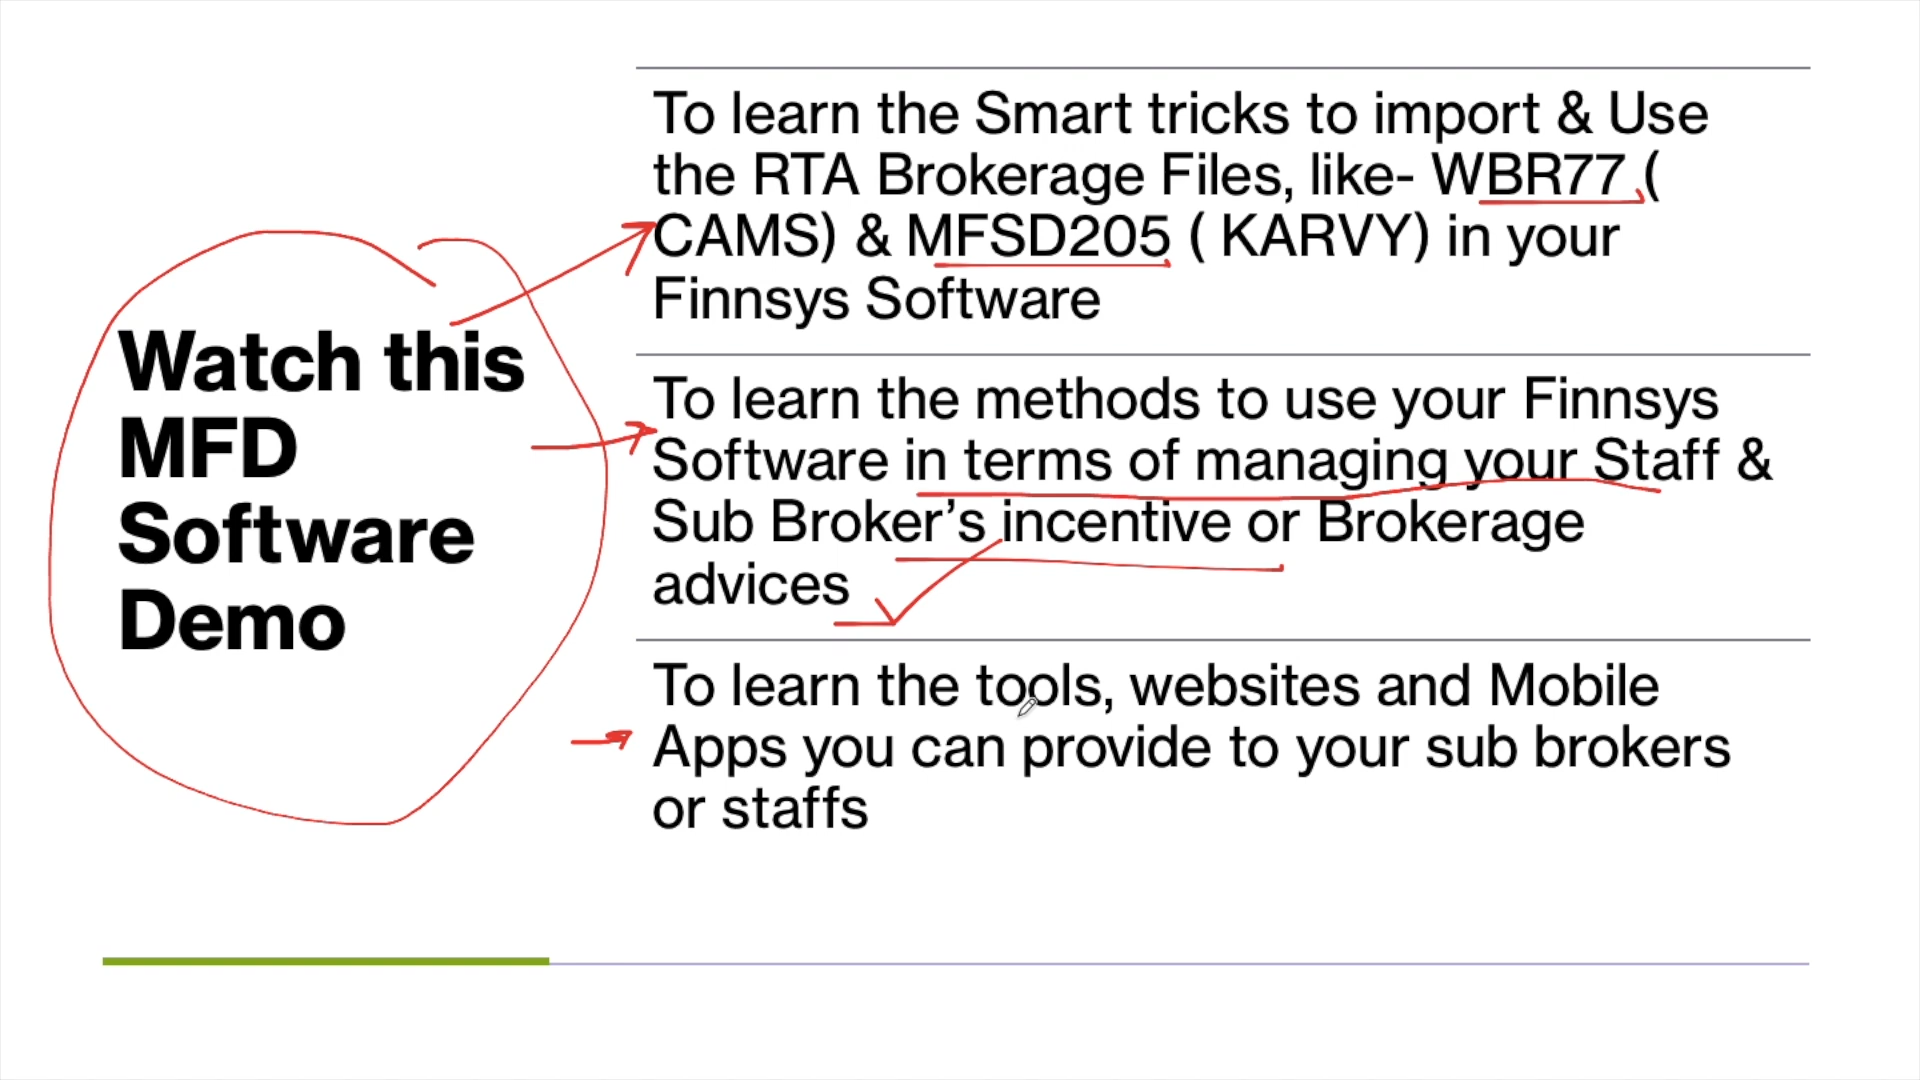 Watch this
MFD
Software
Demo
To learn the Smart tricks to import & Use
the RTA Brokerage Files, like- WBR77 (
CAMS) & MFSD205 ( KARVY) in your
Finnsys Software
To learn the methods to use your Finnsys
Software in terms of managing your Staff &
Sub Broker’s incentive or Brokerage
advices
To learn the tools, websites and Mobile
Apps you can provide to your sub brokers
or staffs